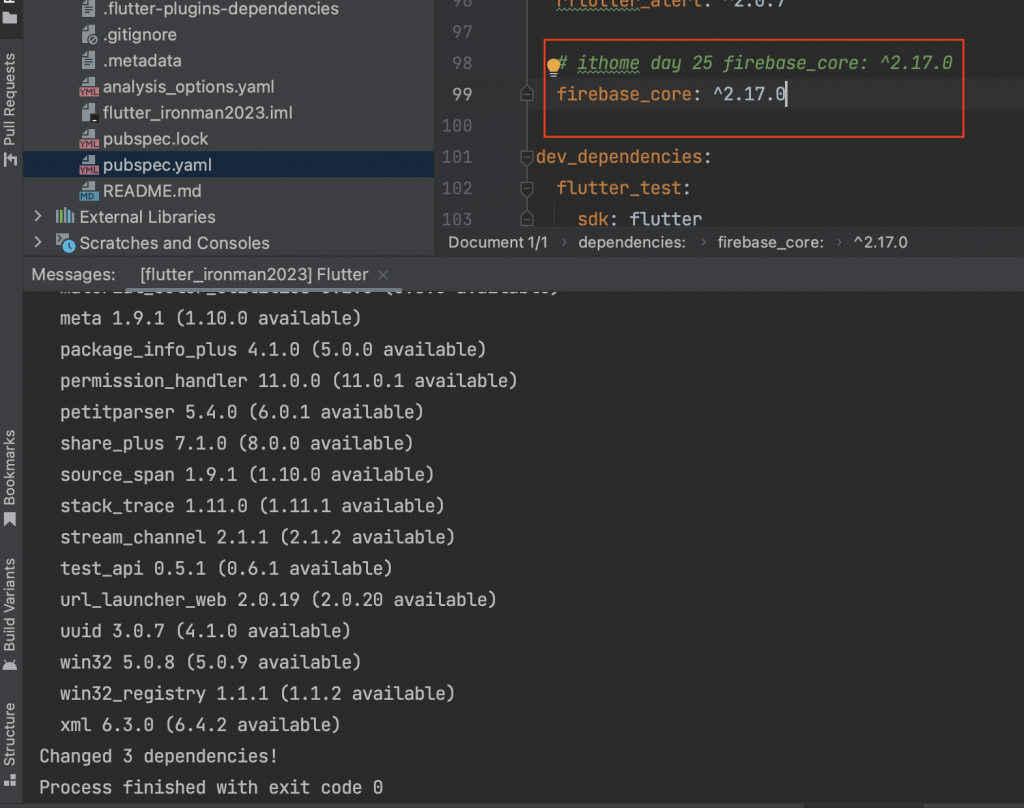 .flutter-plugins-dependencies
.gitignore
.metadata
analysis_options.yaml
flutter_ironman2023.iml
pubspec.lock
pubspec.yaml
README.md
External Libraries
Scratches and Consoles
Pull Requests
Bookmarks
Build Variants
Structure
96
97
98 # ithome day 25 firebase_core: ^2.17.0
99 firebase_core: ^2.17.0
100
101 dev_dependencies:
102 flutter_test:
103 sdk: flutter
Document 1/1 › dependencies: › firebase_core: › ^2.17.0
Messages: [flutter_ironman2023] Flutter
meta 1.9.1 (1.10.0 available)
package_info_plus 4.1.0 (5.0.0 available)
permission_handler 11.0.0 (11.0.1 available)
petitparser 5.4.0 (6.0.1 available)
share_plus 7.1.0 (8.0.0 available)
source_span 1.9.1 (1.10.0 available)
stack_trace 1.11.0 (1.11.1 available)
stream_channel 2.1.1 (2.1.2 available)
test_api 0.5.1 (0.6.1 available)
url_launcher_web 2.0.19 (2.0.20 available)
uuid 3.0.7 (4.1.0 available)
win32 5.0.8 (5.0.9 available)
win32_registry 1.1.1 (1.1.2 available)
xml 6.3.0 (6.4.2 available)
Changed 3 dependencies!
Process finished with exit code 0